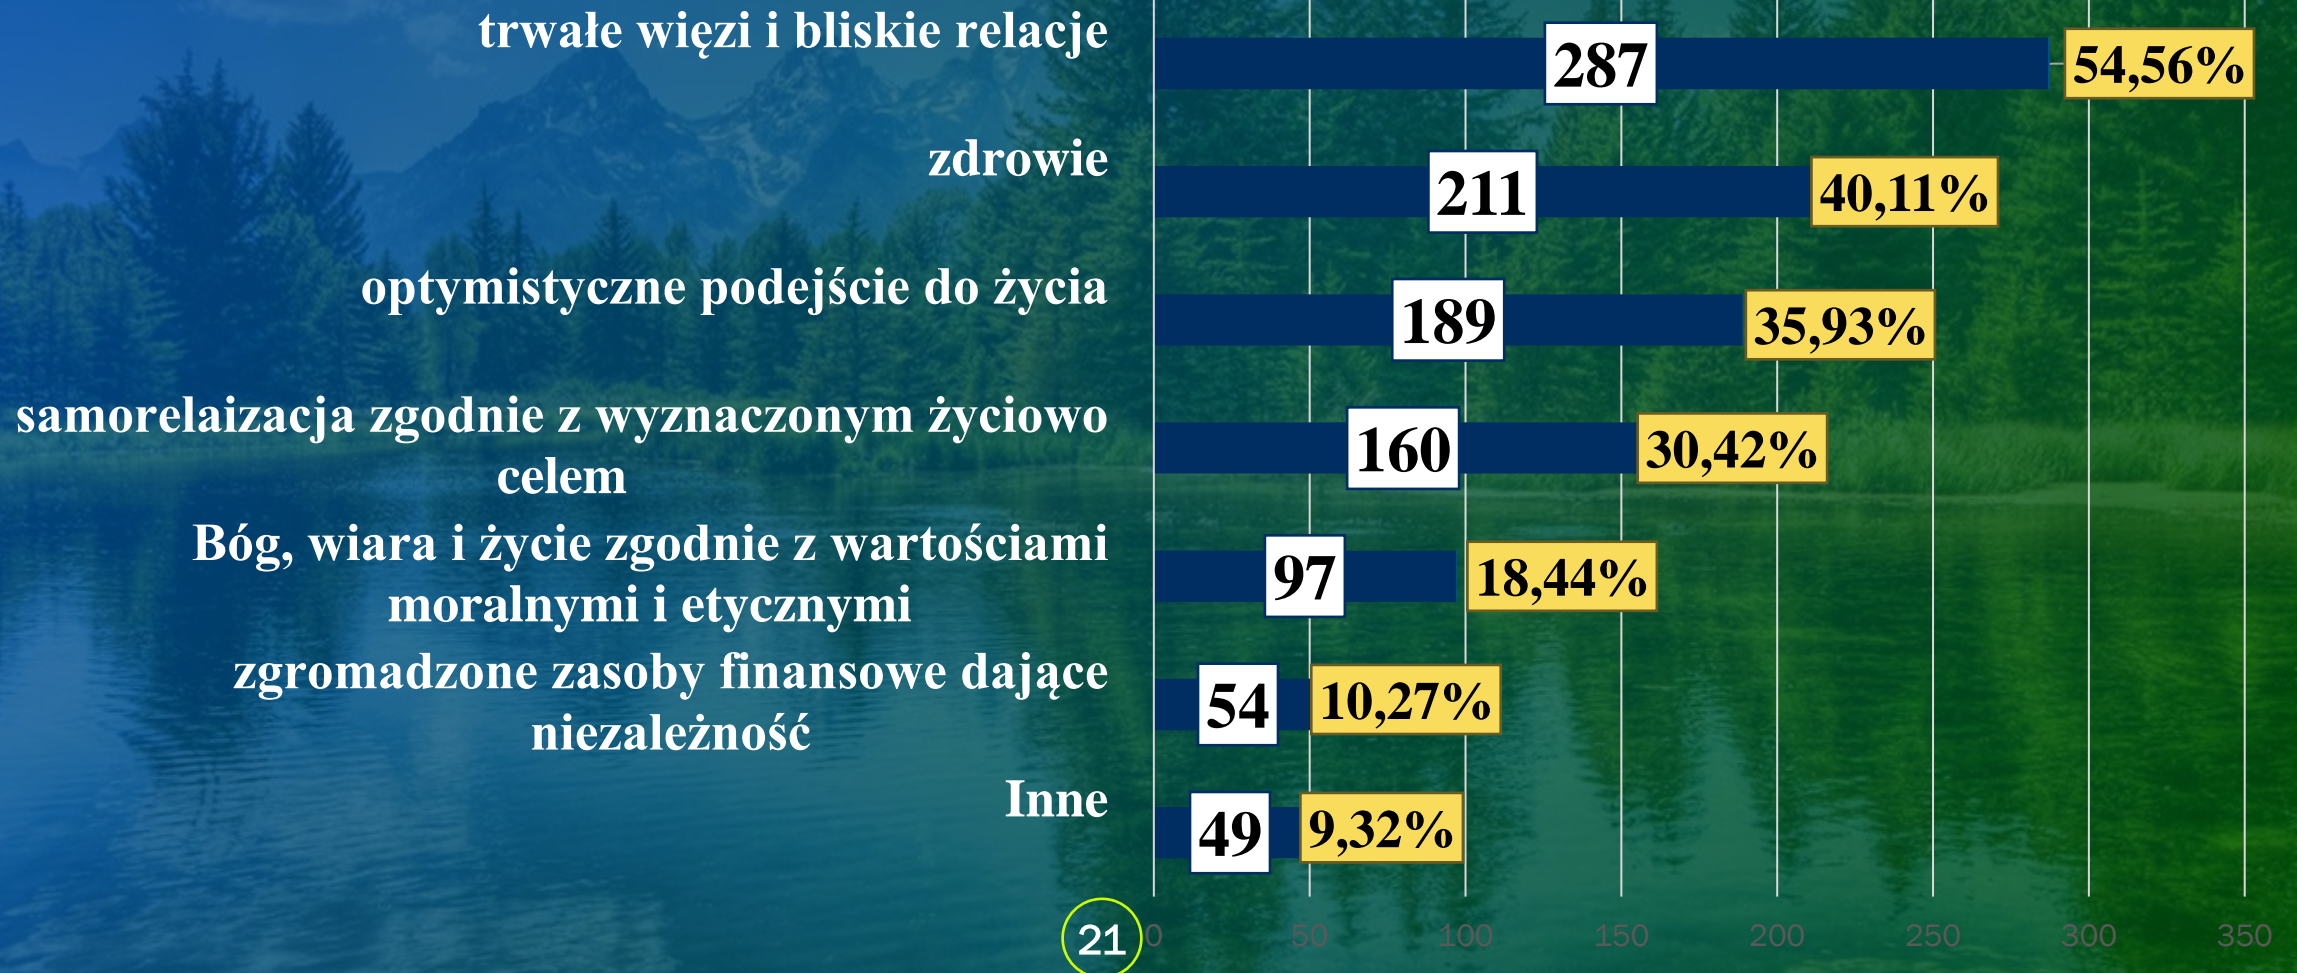 trwałe więzi i bliskie relacje
287
54,56%
zdrowie
211
40,11%
optymistyczne podejście do życia
189
35,93%
samorelaizacja zgodnie z wyznaczonym życiowo
celem
160
30,42%
Bóg, wiara i życie zgodnie z wartościami
moralnymi i etycznymi
97
18,44%
zgromadzone zasoby finansowe dające
niezależność
54
10,27%
Inne
49
9,32%
21
0 50 100 150 200 250 300 350